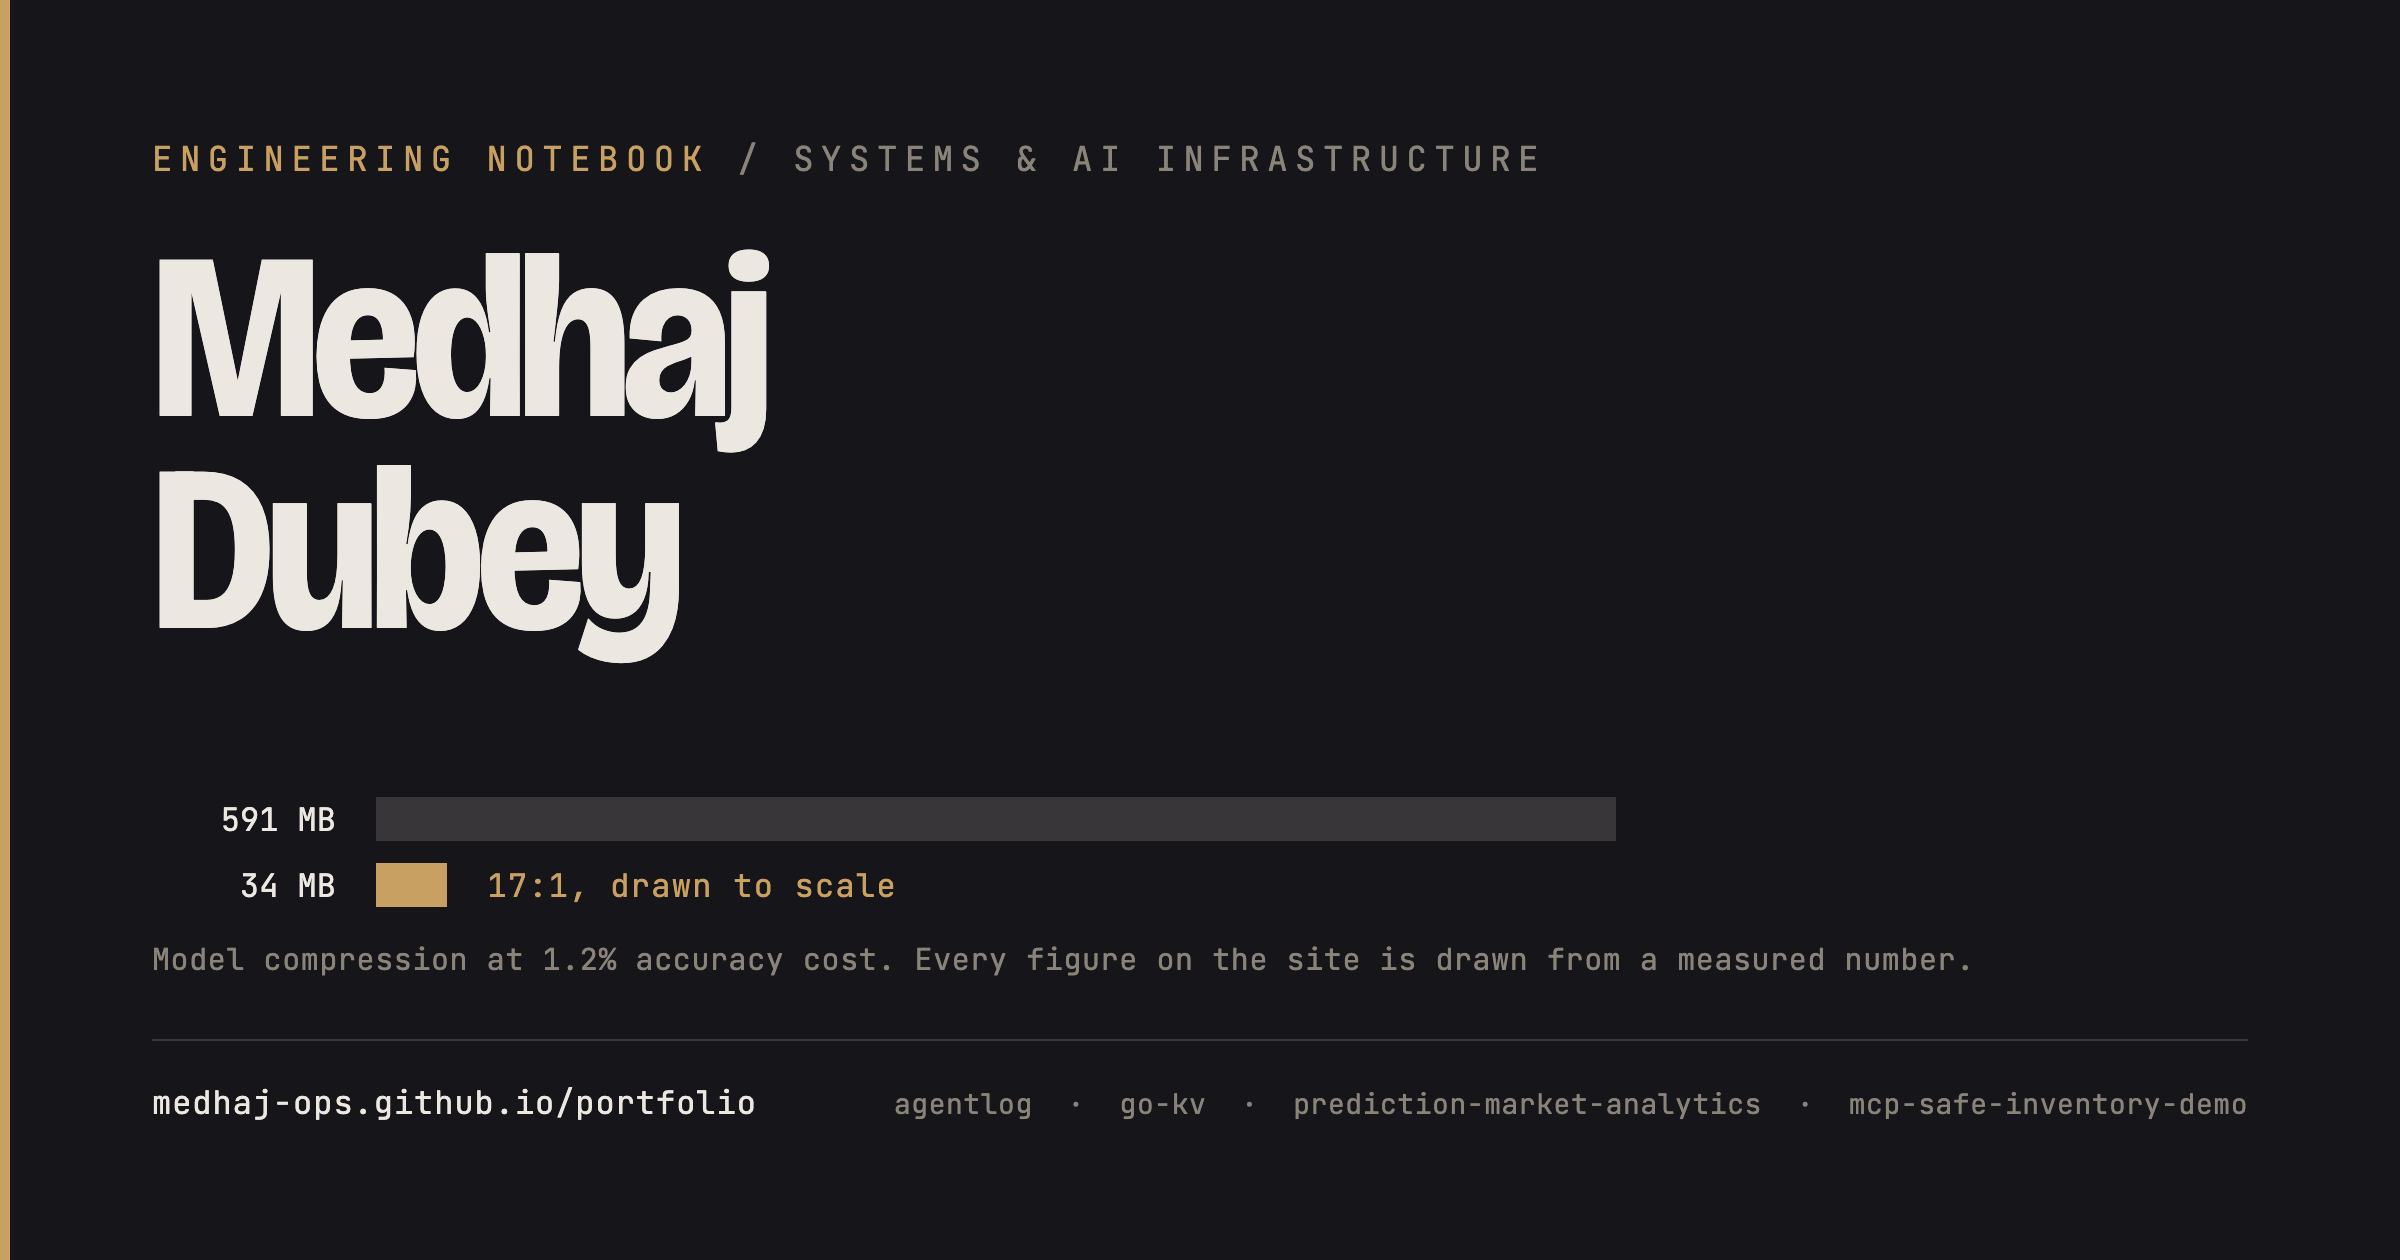 ENGINEERING NOTEBOOK / SYSTEMS & AI INFRASTRUCTURE
Medhaj
Dubey
591 MB
34 MB 17:1, drawn to scale
Model compression at 1.2% accuracy cost. Every figure on the site is drawn from a measured number.
medhaj-ops.github.io/portfolio agentlog · go-kv · prediction-market-analytics · mcp-safe-inventory-demo